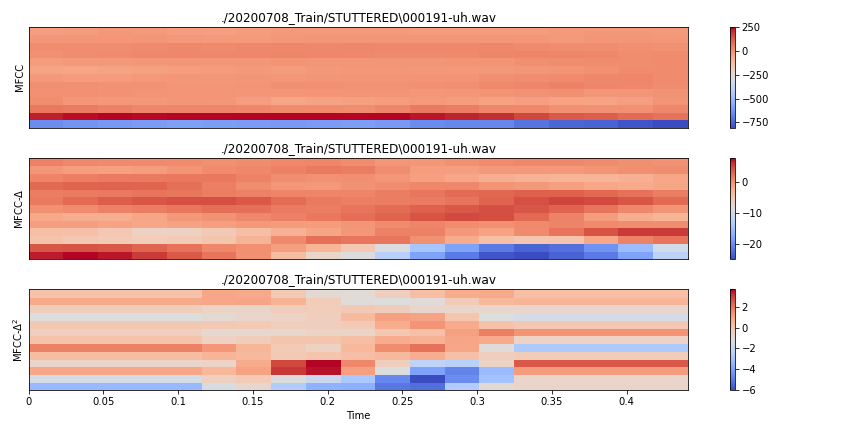 ./20200708_Train/STUTTERED\000191-uh.wav
MFCC
250
0
−250
−500
−750
./20200708_Train/STUTTERED\000191-uh.wav
MFCC-Δ
0
−10
−20
./20200708_Train/STUTTERED\000191-uh.wav
MFCC-Δ²
2
0
−2
−4
−6
0 0.05 0.1 0.15 0.2 0.25 0.3 0.35 0.4
Time